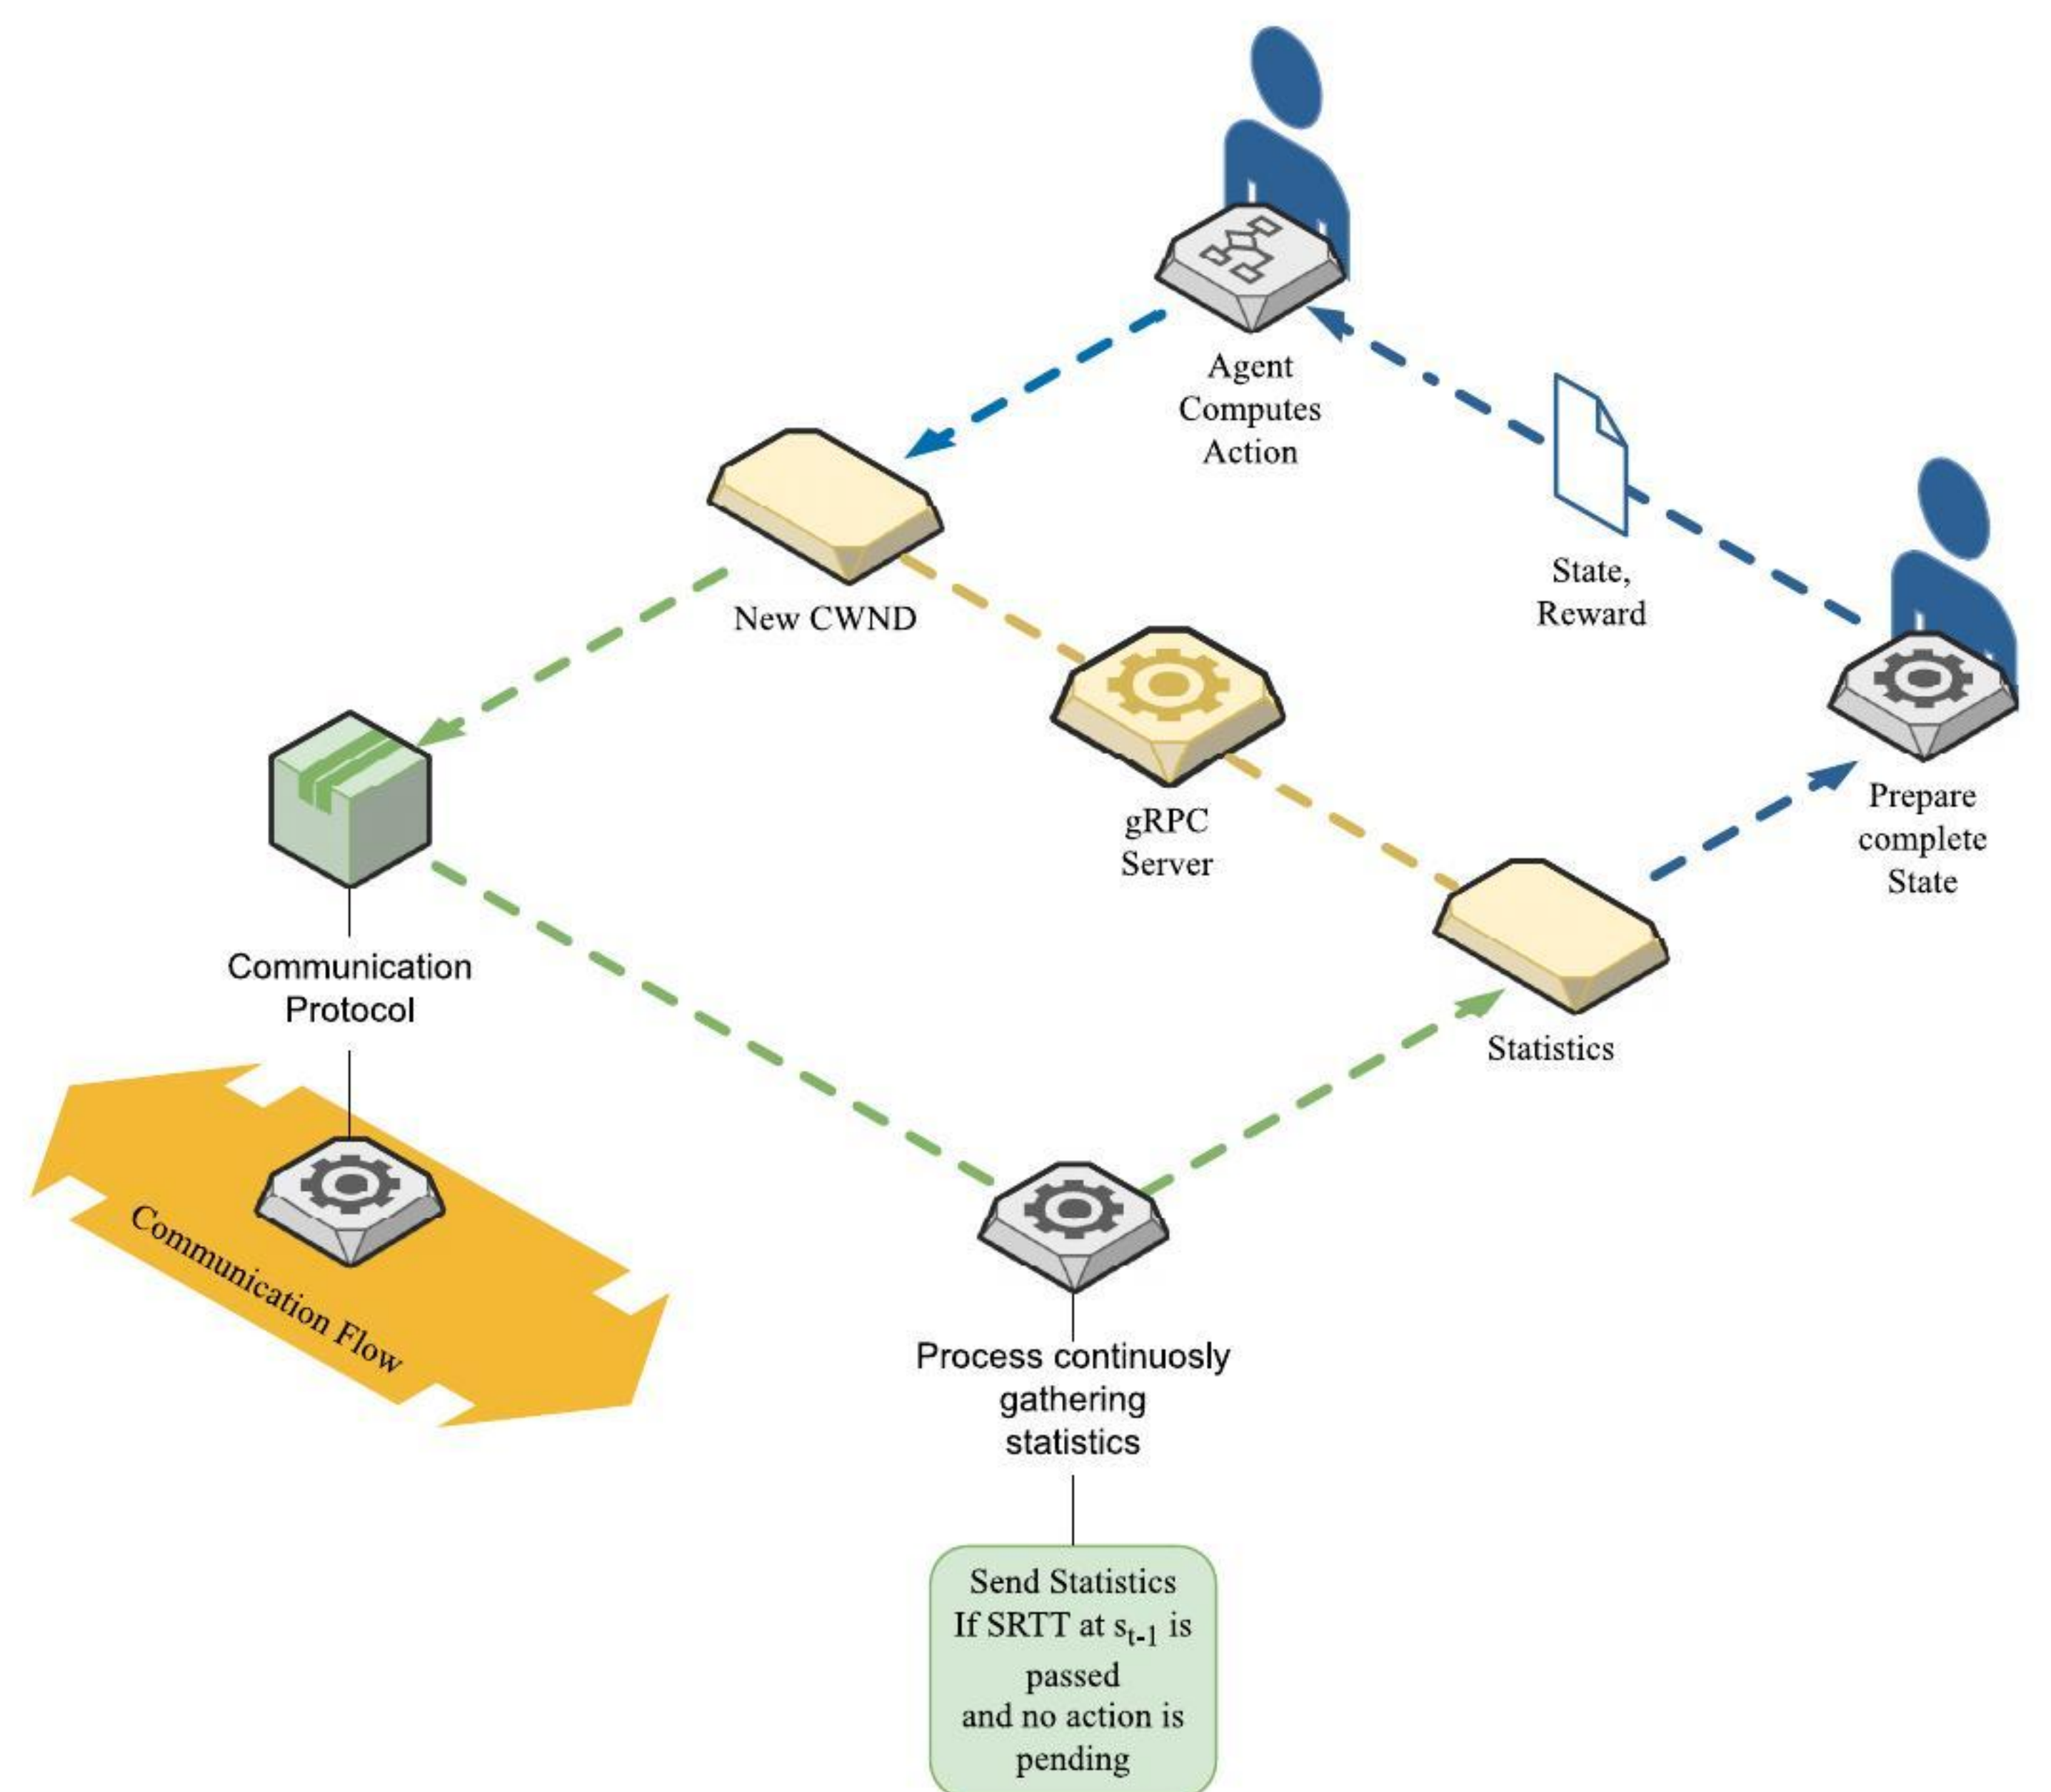 Agent
Computes
Action
State,
Reward
New CWND
gRPC
Server
Prepare
complete
State
Communication
Protocol
Statistics
Communication Flow
Process continuosly
gathering
statistics
Send Statistics
If SRTT at s_{t-1} is
passed
and no action is
pending